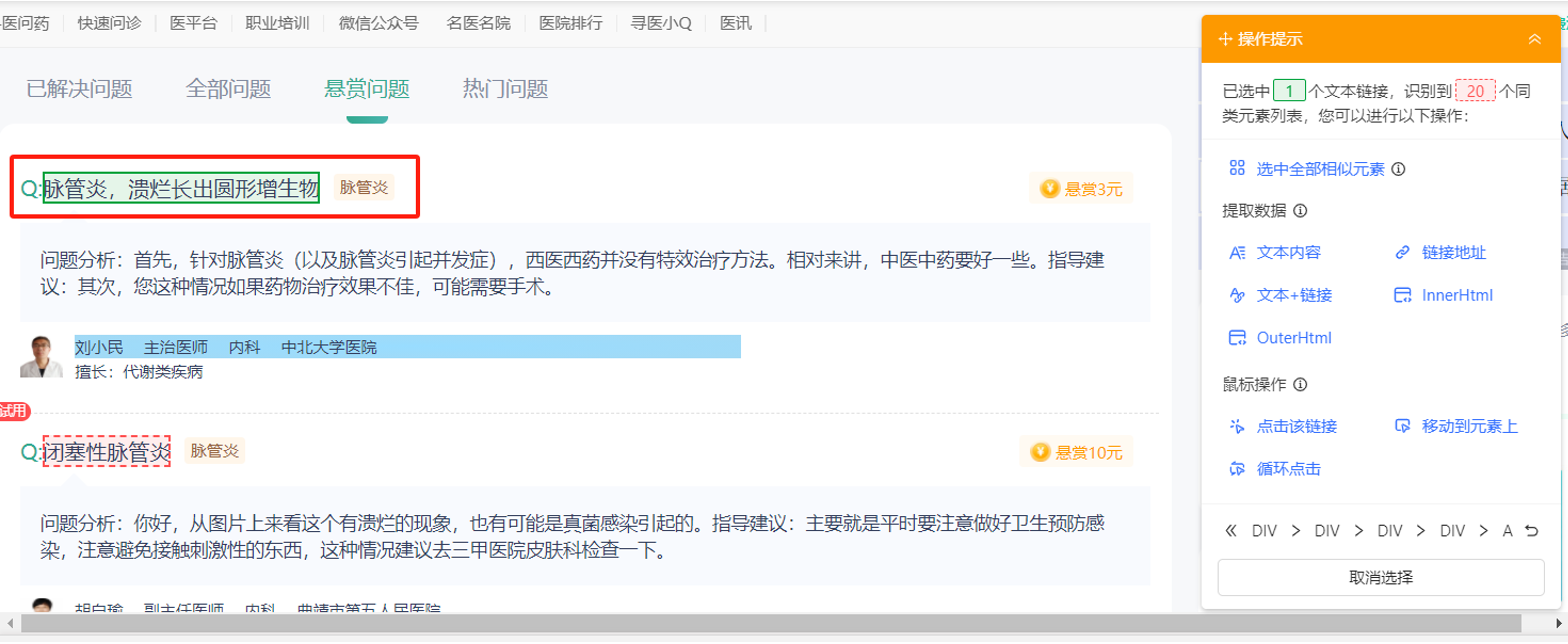 医问药 快速问诊 医平台 职业培训 微信公众号 名医名院 医院排行 寻医小Q 医讯
已解决问题 全部问题 悬赏问题 热门问题
Q:脉管炎，溃烂长出圆形增生物 脉管炎 悬赏3元
问题分析：首先，针对脉管炎（以及脉管炎引起并发症），西医西药并没有特效治疗方法。相对来讲，中医中药要好一些。指导建
议：其次，您这种情况如果药物治疗效果不佳，可能需要手术。
刘小民 主治医师 内科 中北大学医院
擅长：代谢类疾病
试用
Q:闭塞性脉管炎 脉管炎 悬赏10元
问题分析：你好，从图片上来看这个有溃烂的现象，也有可能是真菌感染引起的。指导建议：主要就是平时要注意做好卫生预防感
染，注意避免接触刺激性的东西，这种情况建议去三甲医院皮肤科检查一下。
胡白瑜 副主任医师 内科 曲靖市第五人民医院
操作提示
已选中 1 个文本链接，识别到 20 个同
类元素列表，您可以进行以下操作：
选中全部相似元素
提取数据
文本内容 链接地址
文本+链接 InnerHtml
OuterHtml
鼠标操作
点击该链接 移动到元素上
循环点击
« DIV > DIV > DIV > DIV > A
取消选择